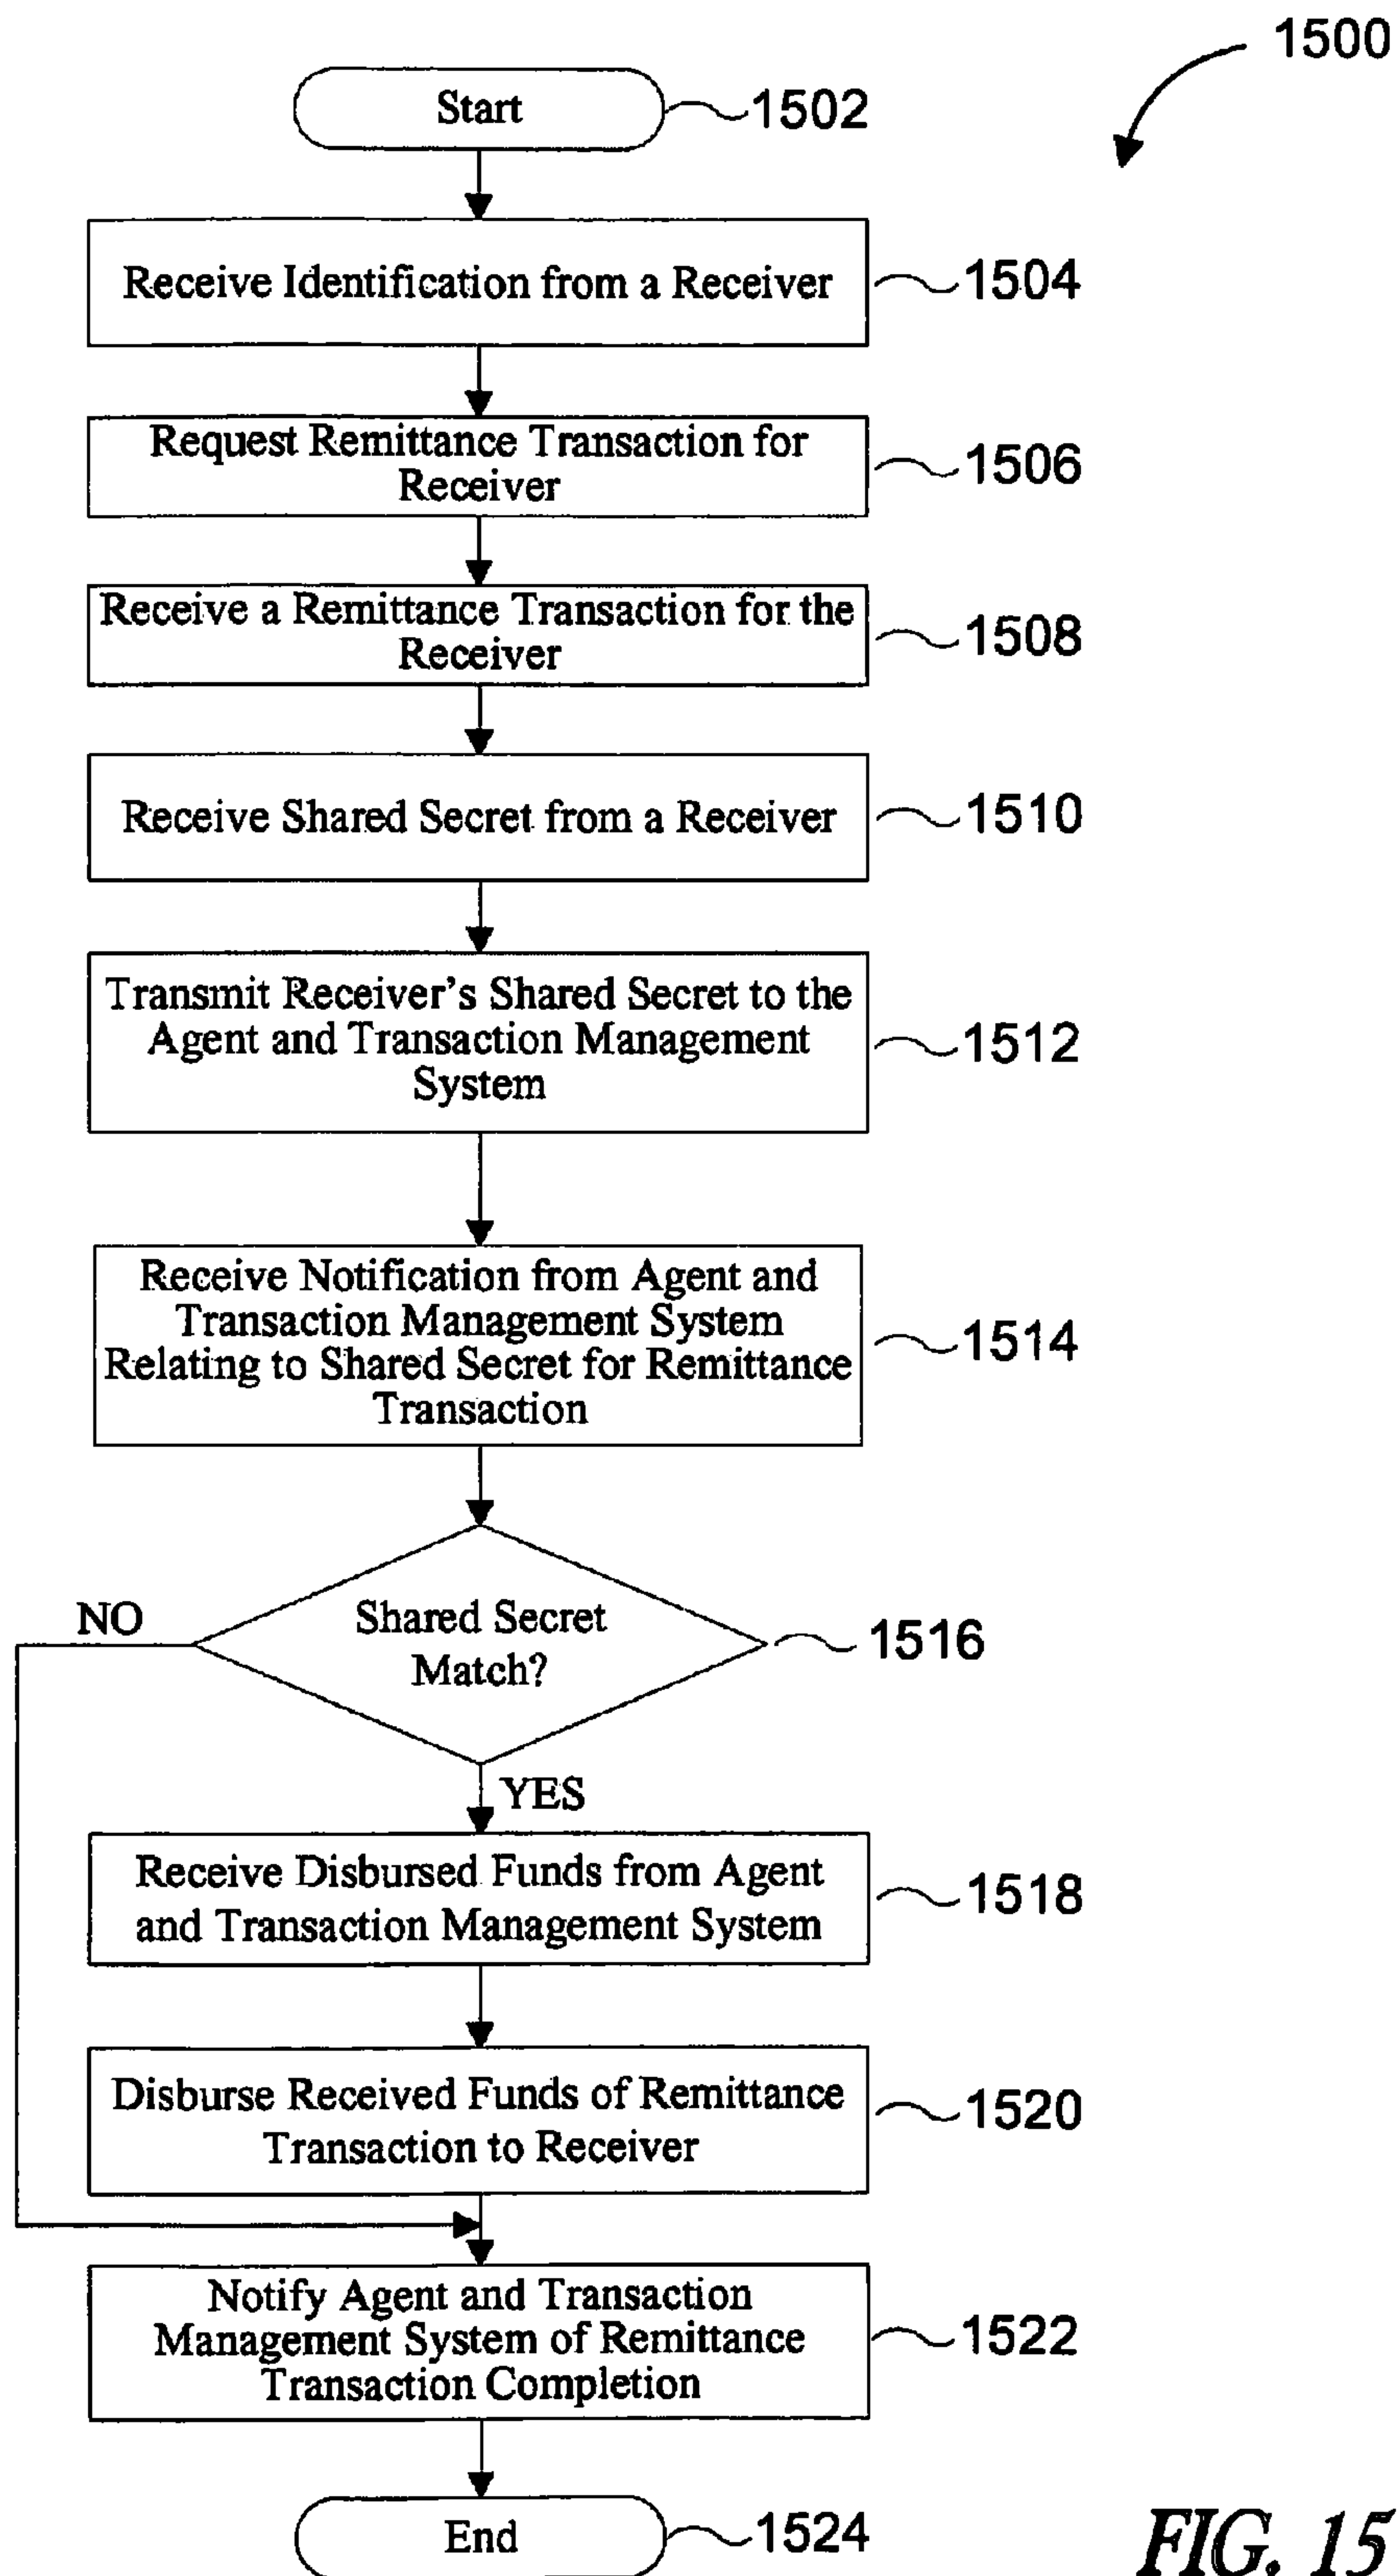 1500
Start
1502
Receive Identification from a Receiver
1504
Request Remittance Transaction for
Receiver
1506
Receive a Remittance Transaction for the
Receiver
1508
Receive Shared Secret from a Receiver
1510
Transmit Receiver's Shared Secret to the
Agent and Transaction Management
System
1512
Receive Notification from Agent and
Transaction Management System
Relating to Shared Secret for Remittance
Transaction
1514
NO
Shared Secret
Match?
1516
YES
Receive Disbursed Funds from Agent
and Transaction Management System
1518
Disburse Received Funds of Remittance
Transaction to Receiver
1520
Notify Agent and Transaction
Management System of Remittance
Transaction Completion
1522
End
1524
FIG. 15